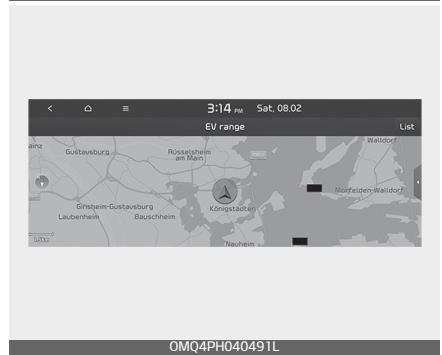 3:14 PM Sat, 08.02
EV range
List
Walldorf
ainz
Gustavsburg
Rüsselsheim
am Main
Mörfelden-Walldorf
Ginsheim-Gustavsburg
Königstädten
Laubenheim
Bauschheim
Nauheim
OMQ4PH040491L